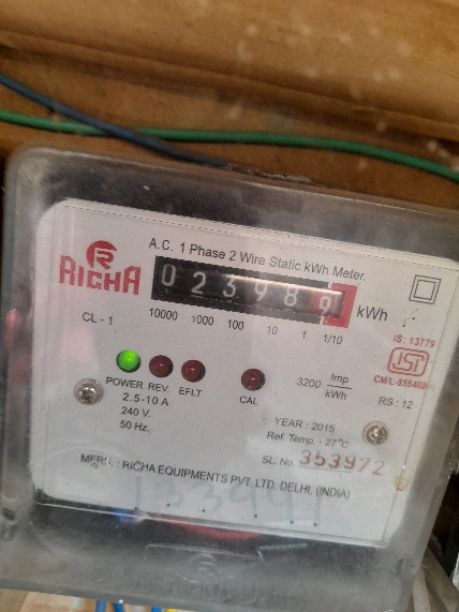 A.C. 1 Phase 2 Wire Static kWh Meter.
RICHA
023989 kWh
CL-1
10000 1000 100 10 1 1/10
IS: 13779
ISI
POWER REV. EFLT
CAL
3200 Imp/kWh
RS: 12
2.5-10 A
240 V.
50 Hz.
YEAR : 2015
Ref. Temp. - 27°C
SL. No. 353972
RICHA EQUIPMENTS PVT. LTD. DELHI, (INDIA)